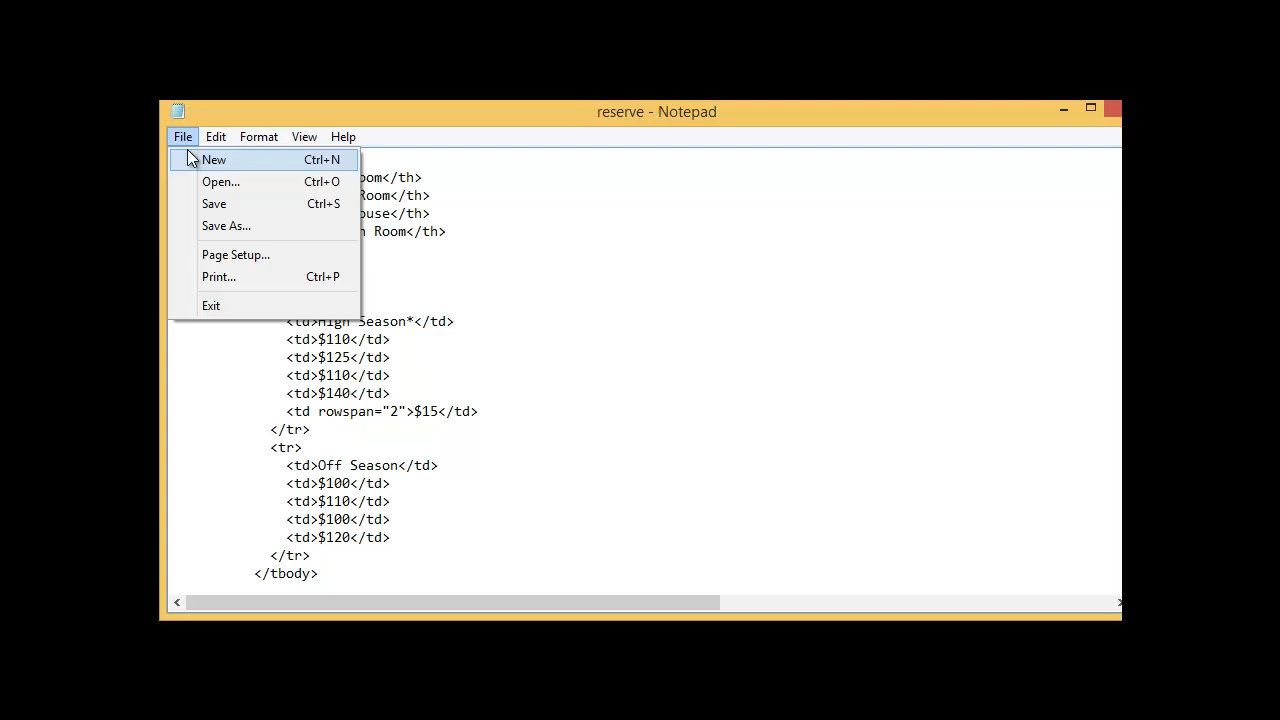 reserve - Notepad
File Edit Format View Help
New Ctrl+N
Open... Ctrl+O
Save Ctrl+S
Save As...
Page Setup...
Print... Ctrl+P
Exit
oom</th>
Room</th>
ouse</th>
n Room</th>
<td>High Season*</td>
<td>$110</td>
<td>$125</td>
<td>$110</td>
<td>$140</td>
<td rowspan="2">$15</td>
</tr>
<tr>
<td>Off Season</td>
<td>$100</td>
<td>$110</td>
<td>$100</td>
<td>$120</td>
</tr>
</tbody>